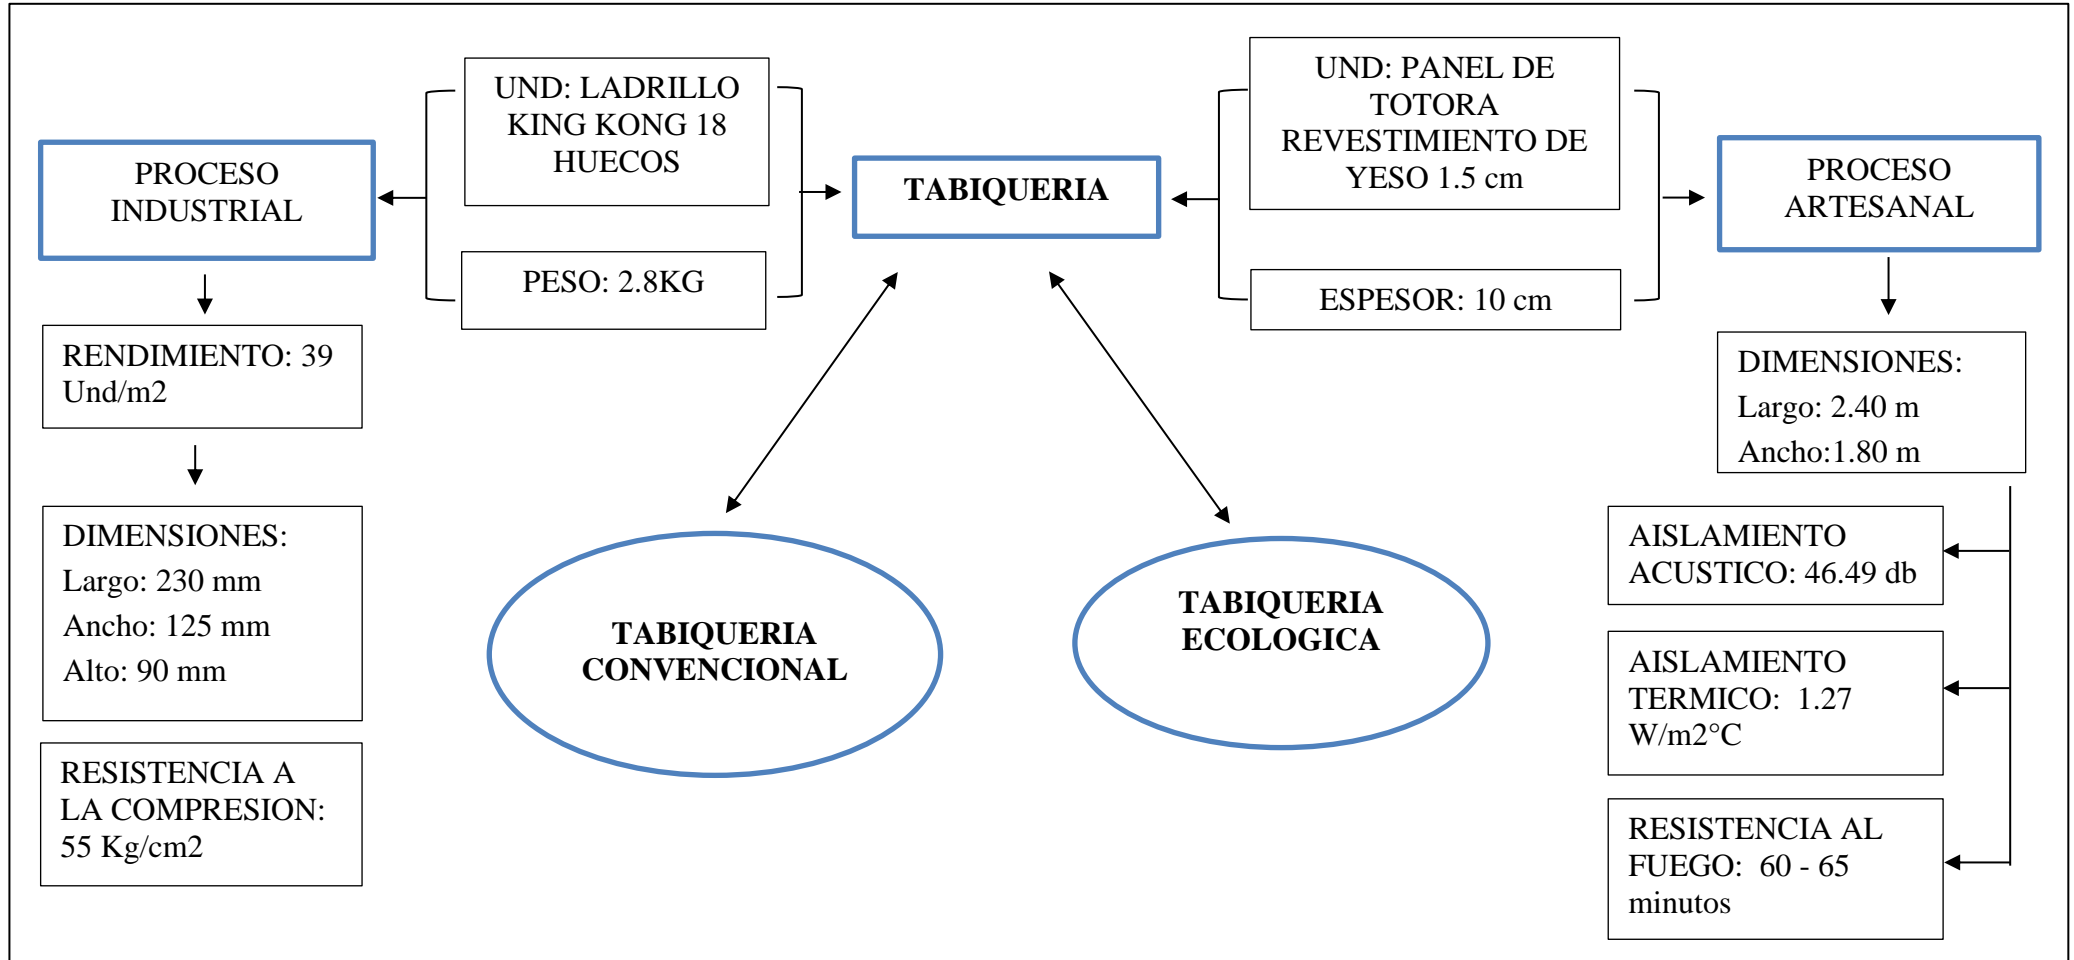 UND: LADRILLO
KING KONG 18
HUECOS
UND: PANEL DE
TOTORA
REVESTIMIENTO DE
YESO 1.5 cm
PROCESO
INDUSTRIAL
TABIQUERIA
PROCESO
ARTESANAL
PESO: 2.8KG
ESPESOR: 10 cm
RENDIMIENTO: 39
Und/m2
DIMENSIONES:
Largo: 2.40 m
Ancho:1.80 m
DIMENSIONES:
Largo: 230 mm
Ancho: 125 mm
Alto: 90 mm
TABIQUERIA
CONVENCIONAL
TABIQUERIA
ECOLOGICA
AISLAMIENTO
ACUSTICO: 46.49 db
AISLAMIENTO
TERMICO:  1.27
W/m2°C
RESISTENCIA A
LA COMPRESION:
55 Kg/cm2
RESISTENCIA AL
FUEGO:  60 - 65
minutos